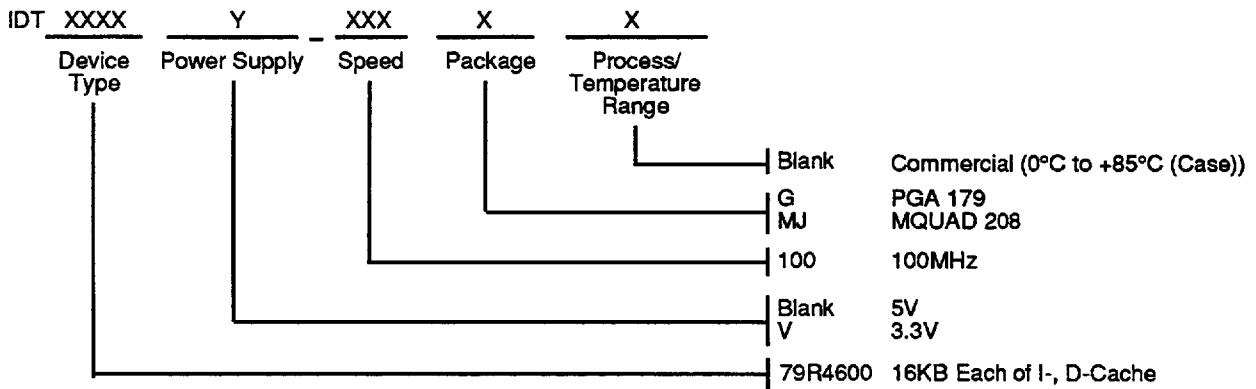 IDT XXXX Y – XXX X X
Device Type Power Supply Speed Package Process/ Temperature Range
Blank Commercial (0°C to +85°C (Case))
G PGA 179
MJ MQUAD 208
100 100MHz
Blank 5V
V 3.3V
79R4600 16KB Each of I-, D-Cache